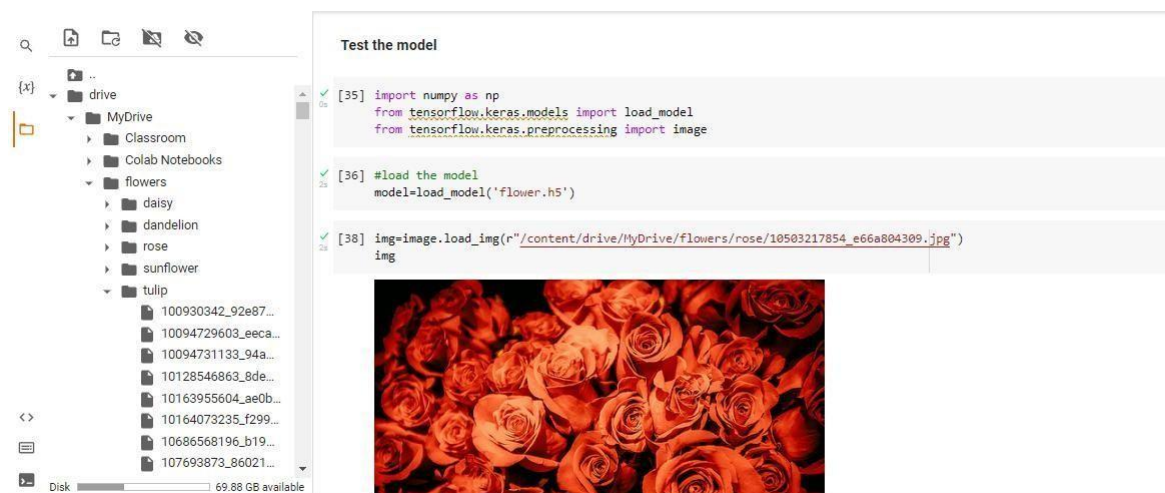 Test the model
{x}
..
drive
MyDrive
Classroom
Colab Notebooks
flowers
daisy
dandelion
rose
sunflower
tulip
100930342_92e87...
10094729603_eeca...
10094731133_94a...
10128546863_8de...
10163955604_ae0b...
10164073235_f299...
10686568196_b19...
107693873_86021...
<>
Disk 69.88 GB available
0s [35] import numpy as np
from tensorflow.keras.models import load_model
from tensorflow.keras.preprocessing import image
2s [36] #load the model
model=load_model('flower.h5')
2s [38] img=image.load_img(r"/content/drive/MyDrive/flowers/rose/10503217854_e66a804309.jpg")
img